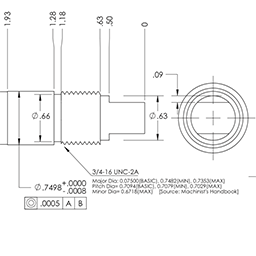 1.93
1.28
1.18
.63
.50
0
.09
Ø.66
Ø.63
Ø.7498 +.0000
-.0008
3/4-16 UNC-2A
Major Dia: 0.07500(BASIC), 0.7482(MIN), 0.7353(MAX)
Pitch Dia= 0.7094(BASIC), 0.7079(MIN), 0.7029(MAX)
Minor Dia= 0.6718(MAX) [Source: Machinist's Handbook]
.0005 A B